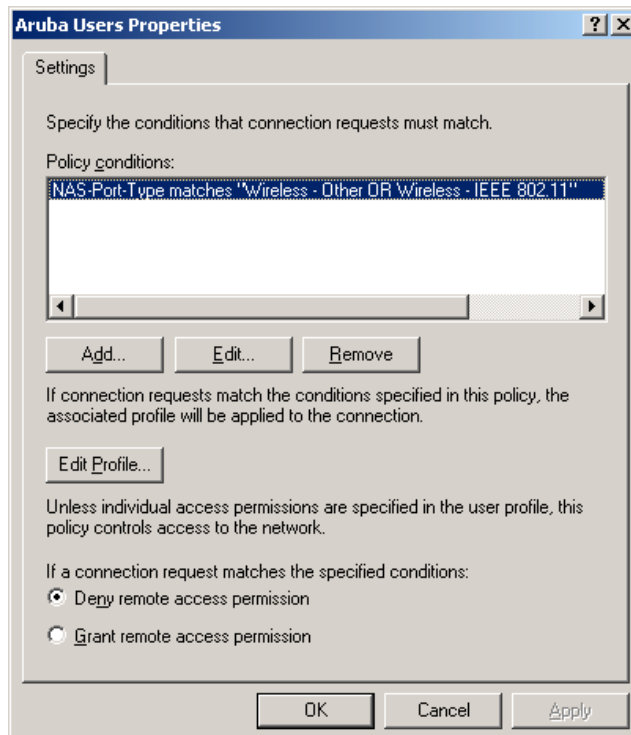 Aruba Users Properties
Settings
Specify the conditions that connection requests must match.
Policy conditions:
NAS-Port-Type matches "Wireless - Other OR Wireless - IEEE 802.11"
Add...
Edit...
Remove
If connection requests match the conditions specified in this policy, the
associated profile will be applied to the connection.
Edit Profile...
Unless individual access permissions are specified in the user profile, this
policy controls access to the network.
If a connection request matches the specified conditions:
Deny remote access permission
Grant remote access permission
OK
Cancel
Apply